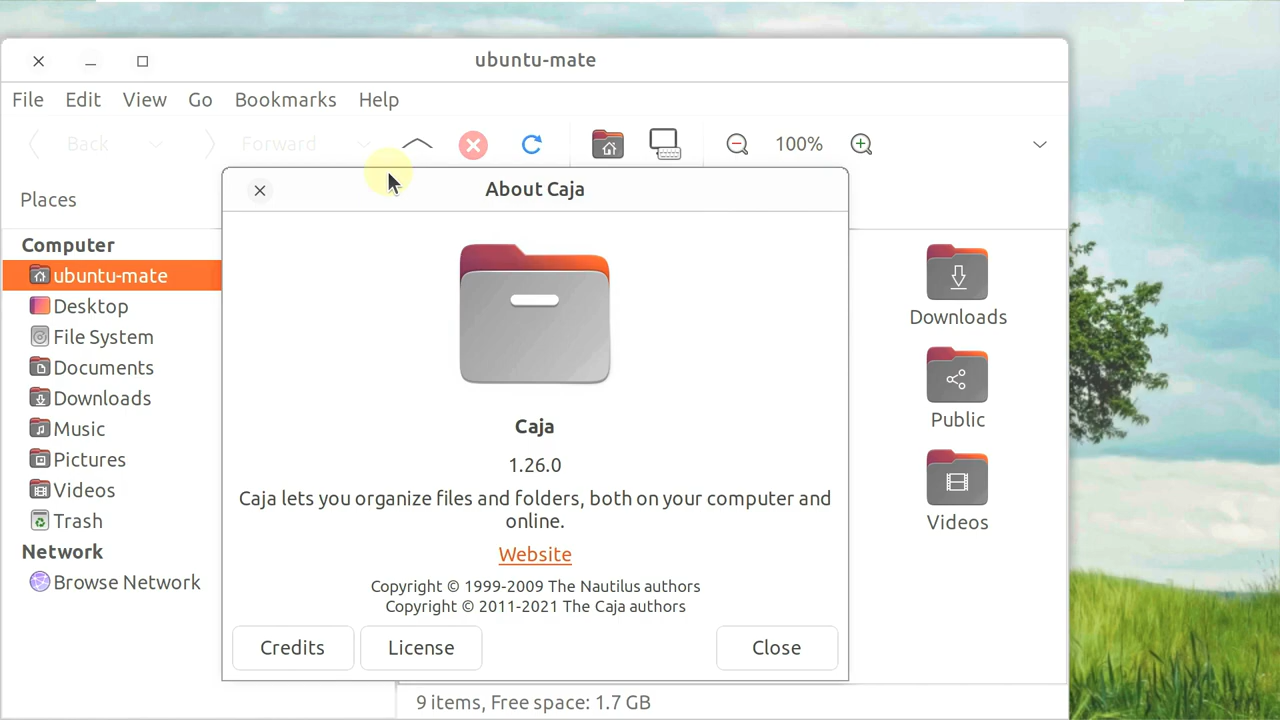 ubuntu-mate
File Edit View Go Bookmarks Help
Back Forward 100%
Places
Computer
ubuntu-mate
Desktop
File System
Documents
Downloads
Music
Pictures
Videos
Trash
Network
Browse Network
About Caja
Caja
1.26.0
Caja lets you organize files and folders, both on your computer and
online.
Website
Copyright © 1999-2009 The Nautilus authors
Copyright © 2011-2021 The Caja authors
Credits License Close
Downloads
Public
Videos
9 items, Free space: 1.7 GB